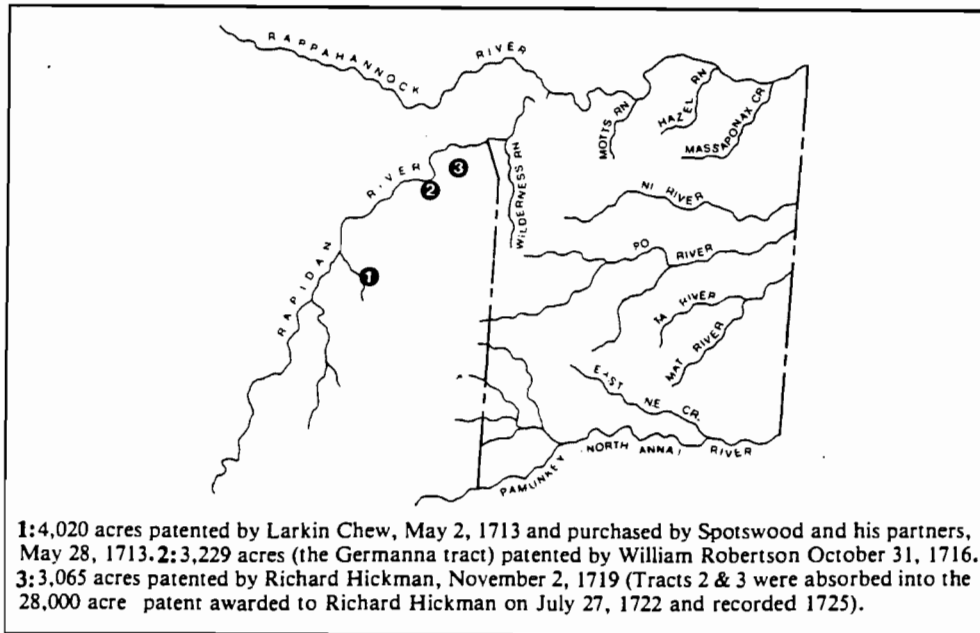 RAPPAHANNOCK RIVER
MOTTS RN
HAZEL RN
MASSAPONAX CR
RAPIDAN RIVER
3
2
WILDERNESS RN
NI RIVER
PO RIVER
1
TA RIVER
MAT RIVER
EAST NE CR.
NORTH ANNA RIVER
PAMUNKEY
1:4,020 acres patented by Larkin Chew, May 2, 1713 and purchased by Spotswood and his partners,
May 28, 1713.2:3,229 acres (the Germanna tract) patented by William Robertson October 31, 1716.
3:3,065 acres patented by Richard Hickman, November 2, 1719 (Tracts 2 & 3 were absorbed into the
28,000 acre patent awarded to Richard Hickman on July 27, 1722 and recorded 1725).